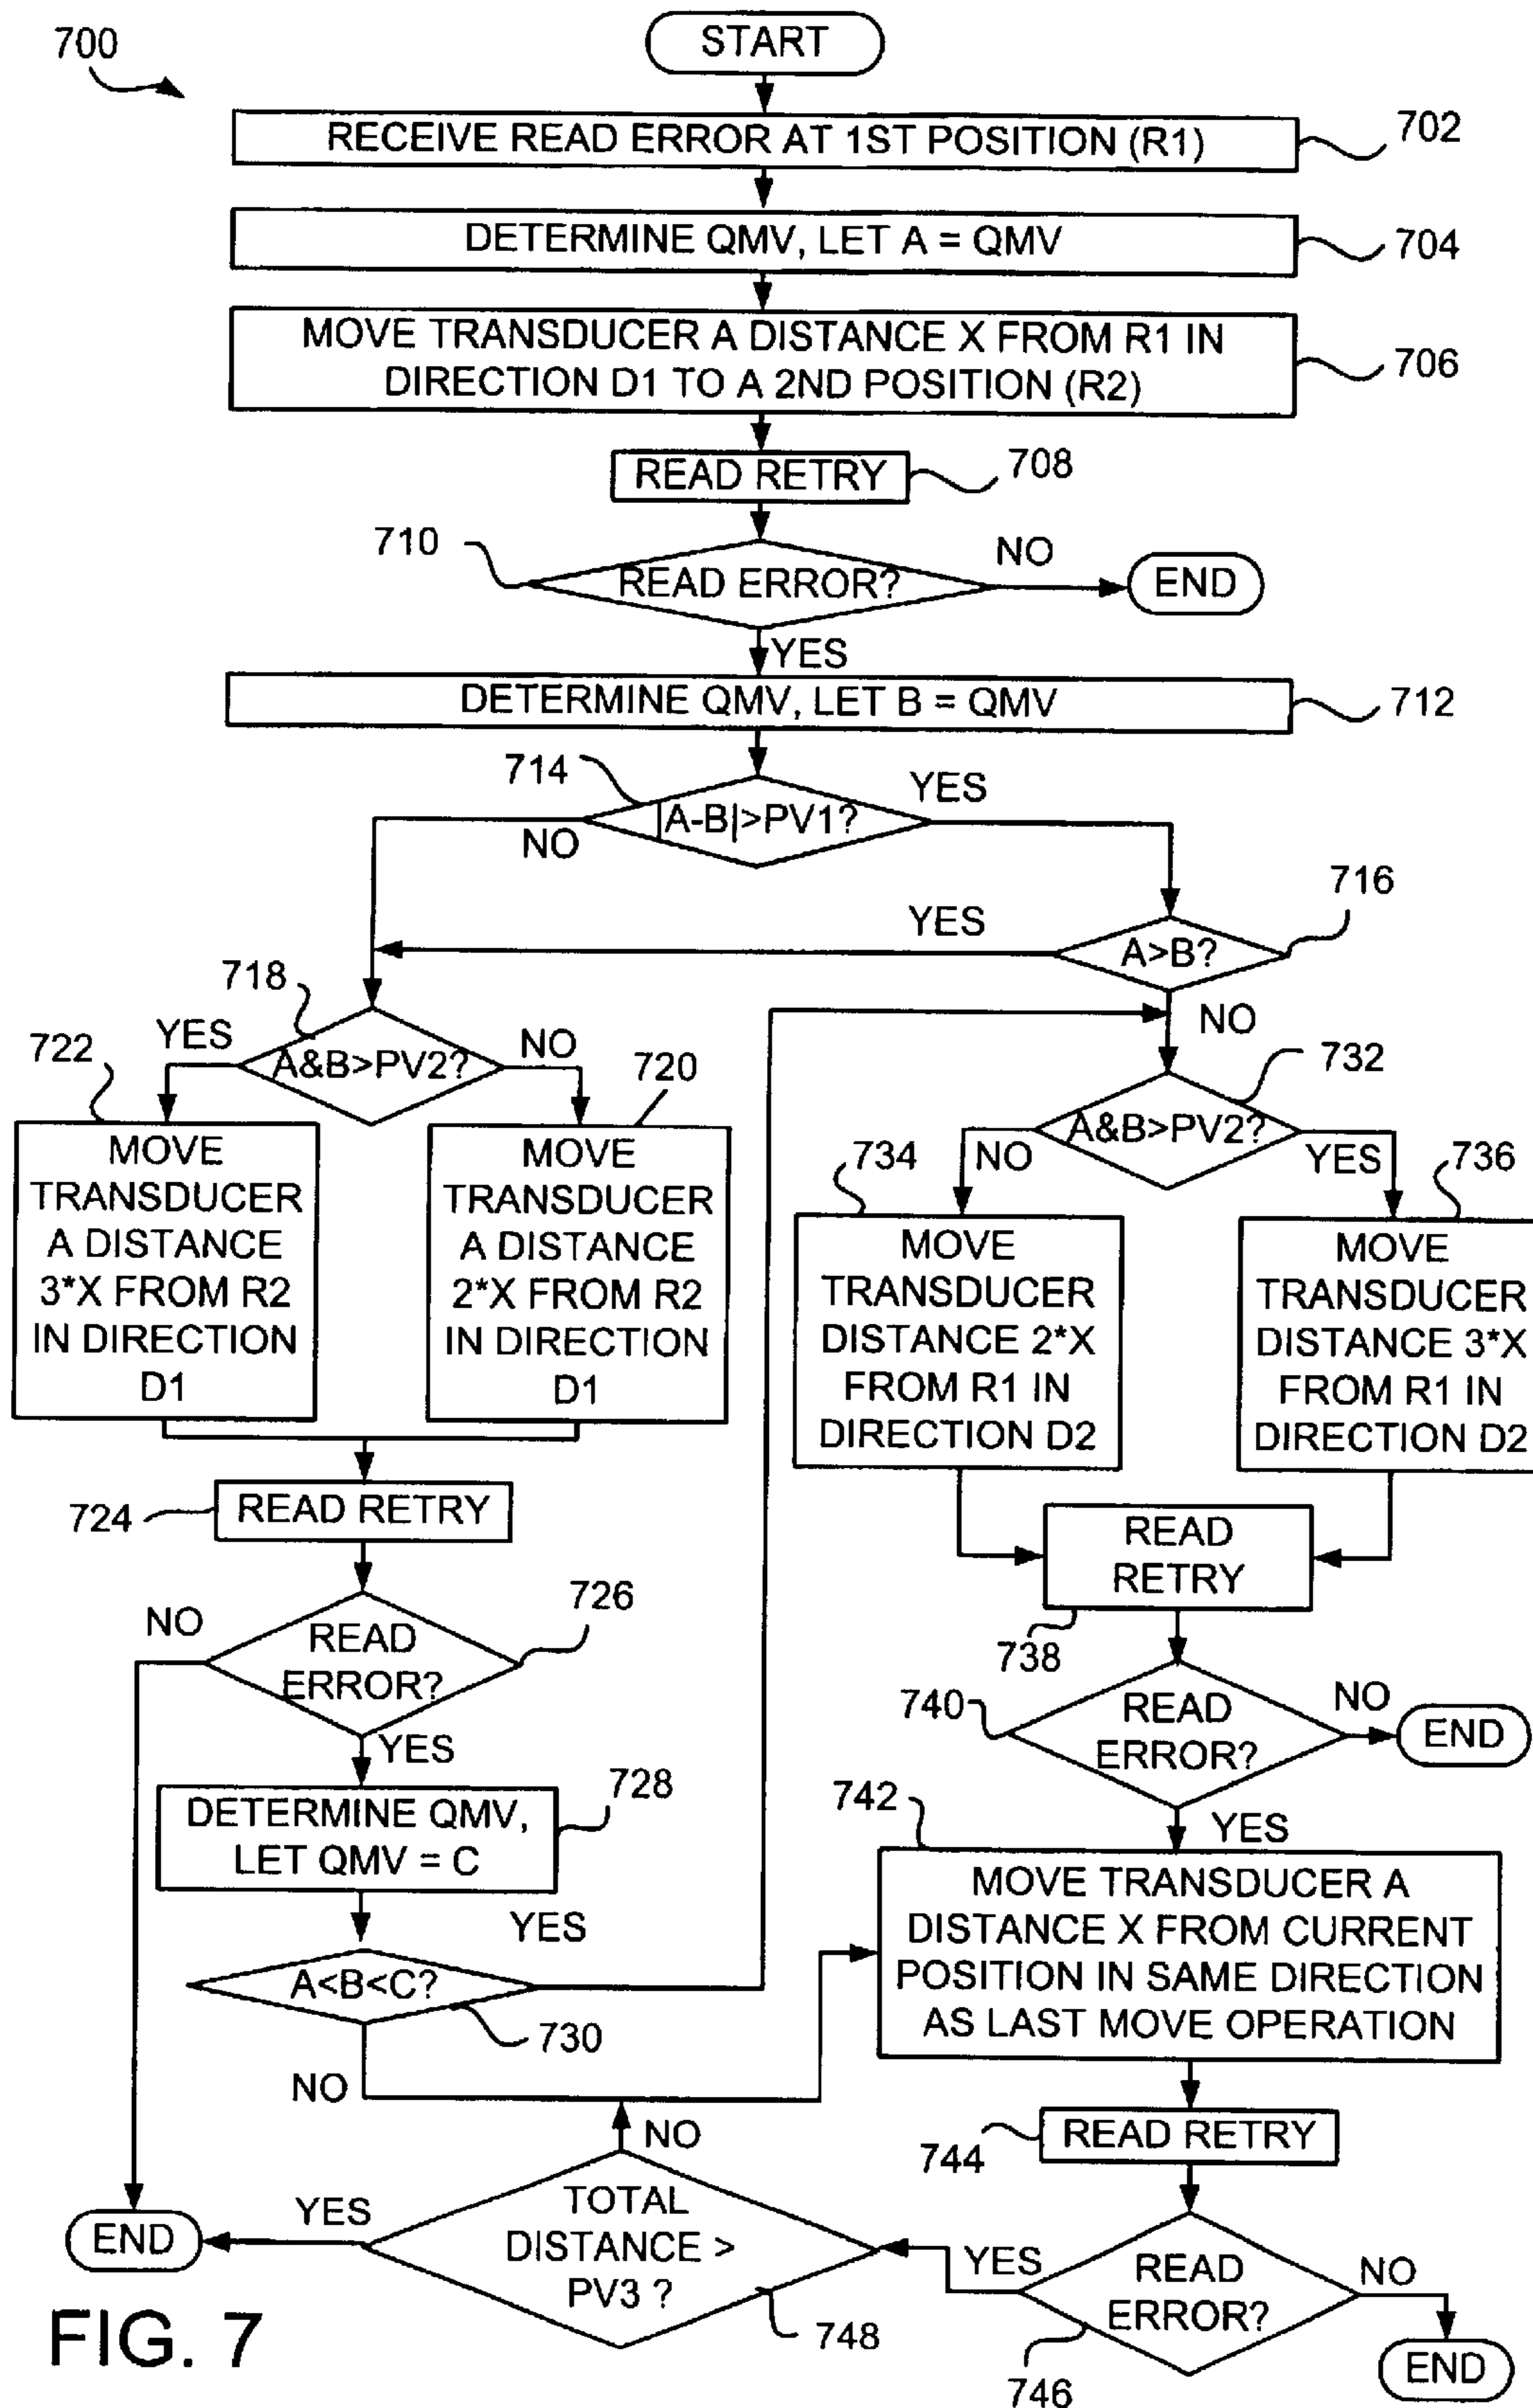 700
START
RECEIVE READ ERROR AT 1ST POSITION (R1)
702
DETERMINE QMV, LET A = QMV
704
MOVE TRANSDUCER A DISTANCE X FROM R1 IN
DIRECTION D1 TO A 2ND POSITION (R2)
706
READ RETRY
708
710
READ ERROR?
NO
END
YES
DETERMINE QMV, LET B = QMV
712
714
|A-B|>PV1?
YES
NO
716
A>B?
YES
NO
718
A&B>PV2?
YES
NO
722
MOVE
TRANSDUCER
A DISTANCE
3*X FROM R2
IN DIRECTION
D1
720
MOVE
TRANSDUCER
A DISTANCE
2*X FROM R2
IN DIRECTION
D1
732
A&B>PV2?
NO
YES
734
MOVE
TRANSDUCER
DISTANCE 2*X
FROM R1 IN
DIRECTION D2
736
MOVE
TRANSDUCER
DISTANCE 3*X
FROM R1 IN
DIRECTION D2
724
READ RETRY
READ
RETRY
738
726
NO
READ
ERROR?
YES
740
READ
ERROR?
NO
END
YES
DETERMINE QMV,
LET QMV = C
728
742
MOVE TRANSDUCER A
DISTANCE X FROM CURRENT
POSITION IN SAME DIRECTION
AS LAST MOVE OPERATION
YES
A<B<C?
730
NO
744
READ RETRY
NO
TOTAL
DISTANCE >
PV3 ?
YES
END
748
YES
READ
ERROR?
NO
746
END
FIG. 7